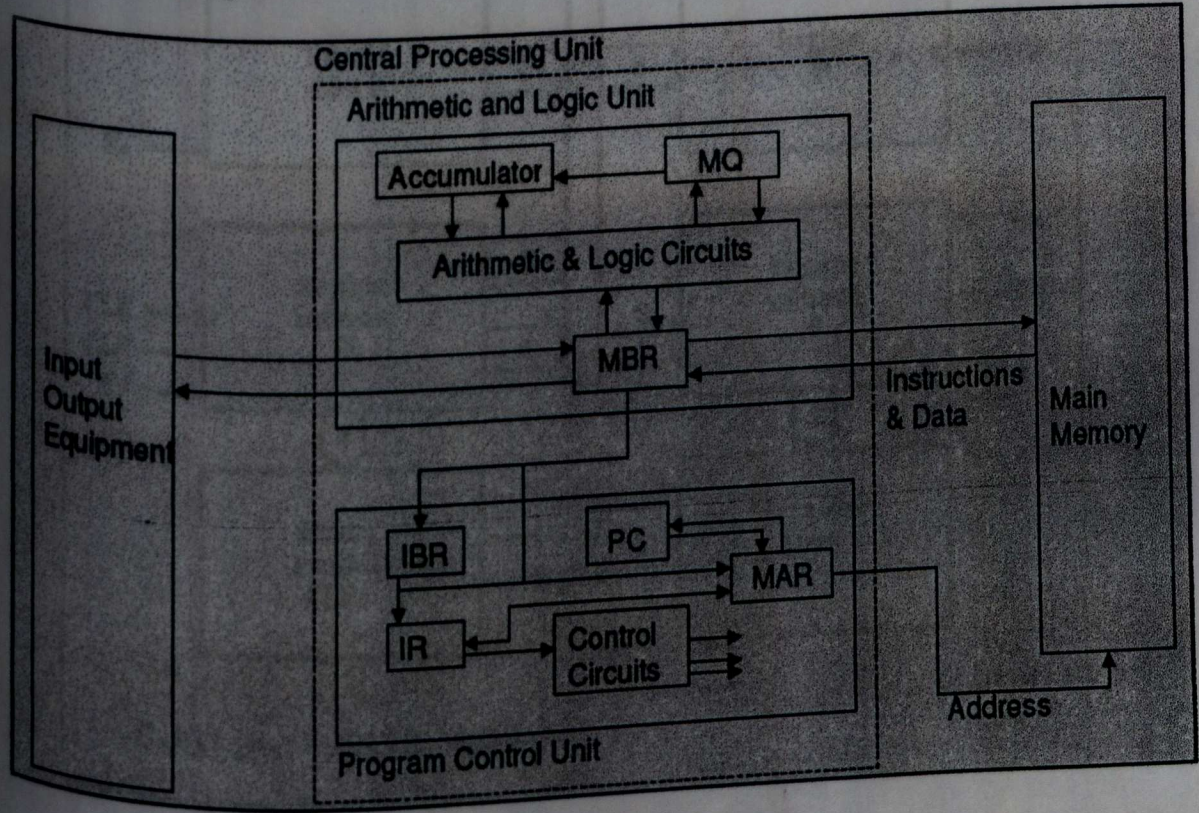 Central Processing Unit
Arithmetic and Logic Unit
Accumulator
MQ
Arithmetic & Logic Circuits
MBR
Input
Output
Equipment
Instructions
& Data
Main
Memory
IBR
PC
MAR
IR
Control
Circuits
Address
Program Control Unit